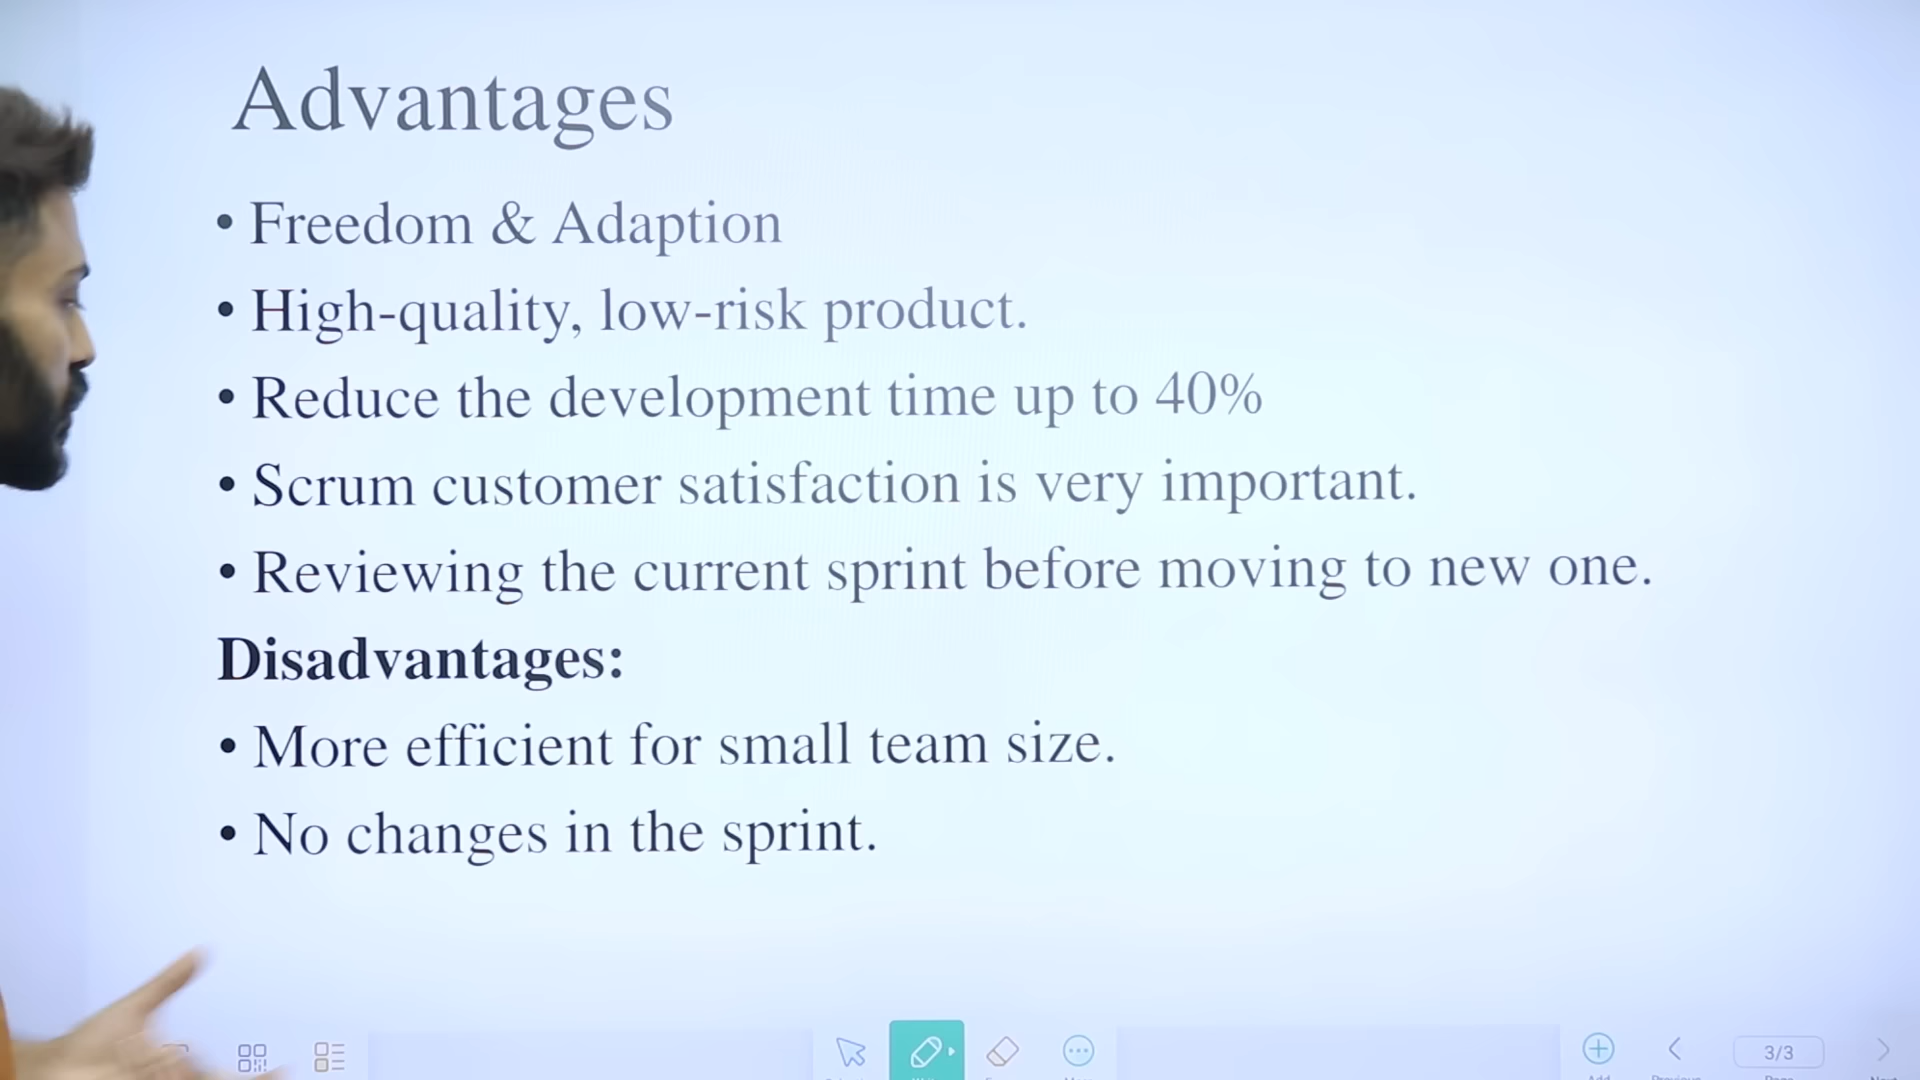 Advantages
• Freedom & Adaption
• High-quality, low-risk product.
• Reduce the development time up to 40%
• Scrum customer satisfaction is very important.
• Reviewing the current sprint before moving to new one.
Disadvantages:
• More efficient for small team size.
• No changes in the sprint.
3/3